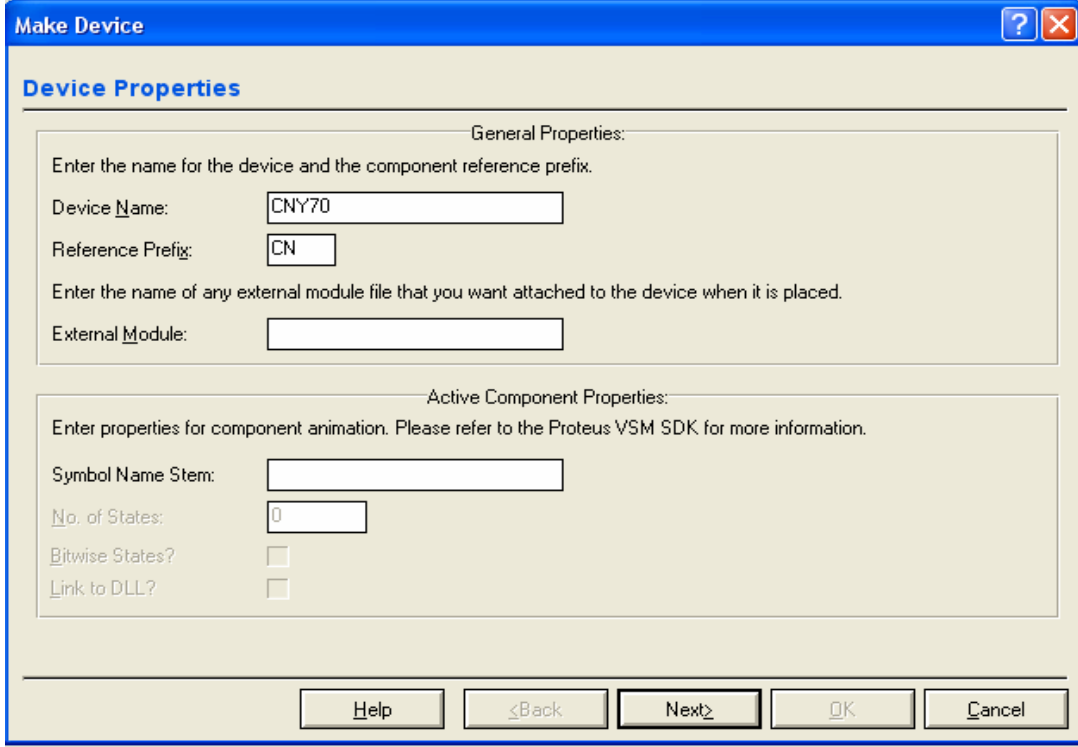 Make Device
Device Properties
General Properties:
Enter the name for the device and the component reference prefix.
Device Name: CNY70
Reference Prefix: CN
Enter the name of any external module file that you want attached to the device when it is placed.
External Module:
Active Component Properties:
Enter properties for component animation. Please refer to the Proteus VSM SDK for more information.
Symbol Name Stem:
No. of States: 0
Bitwise States?
Link to DLL?
Help <Back Next> OK Cancel